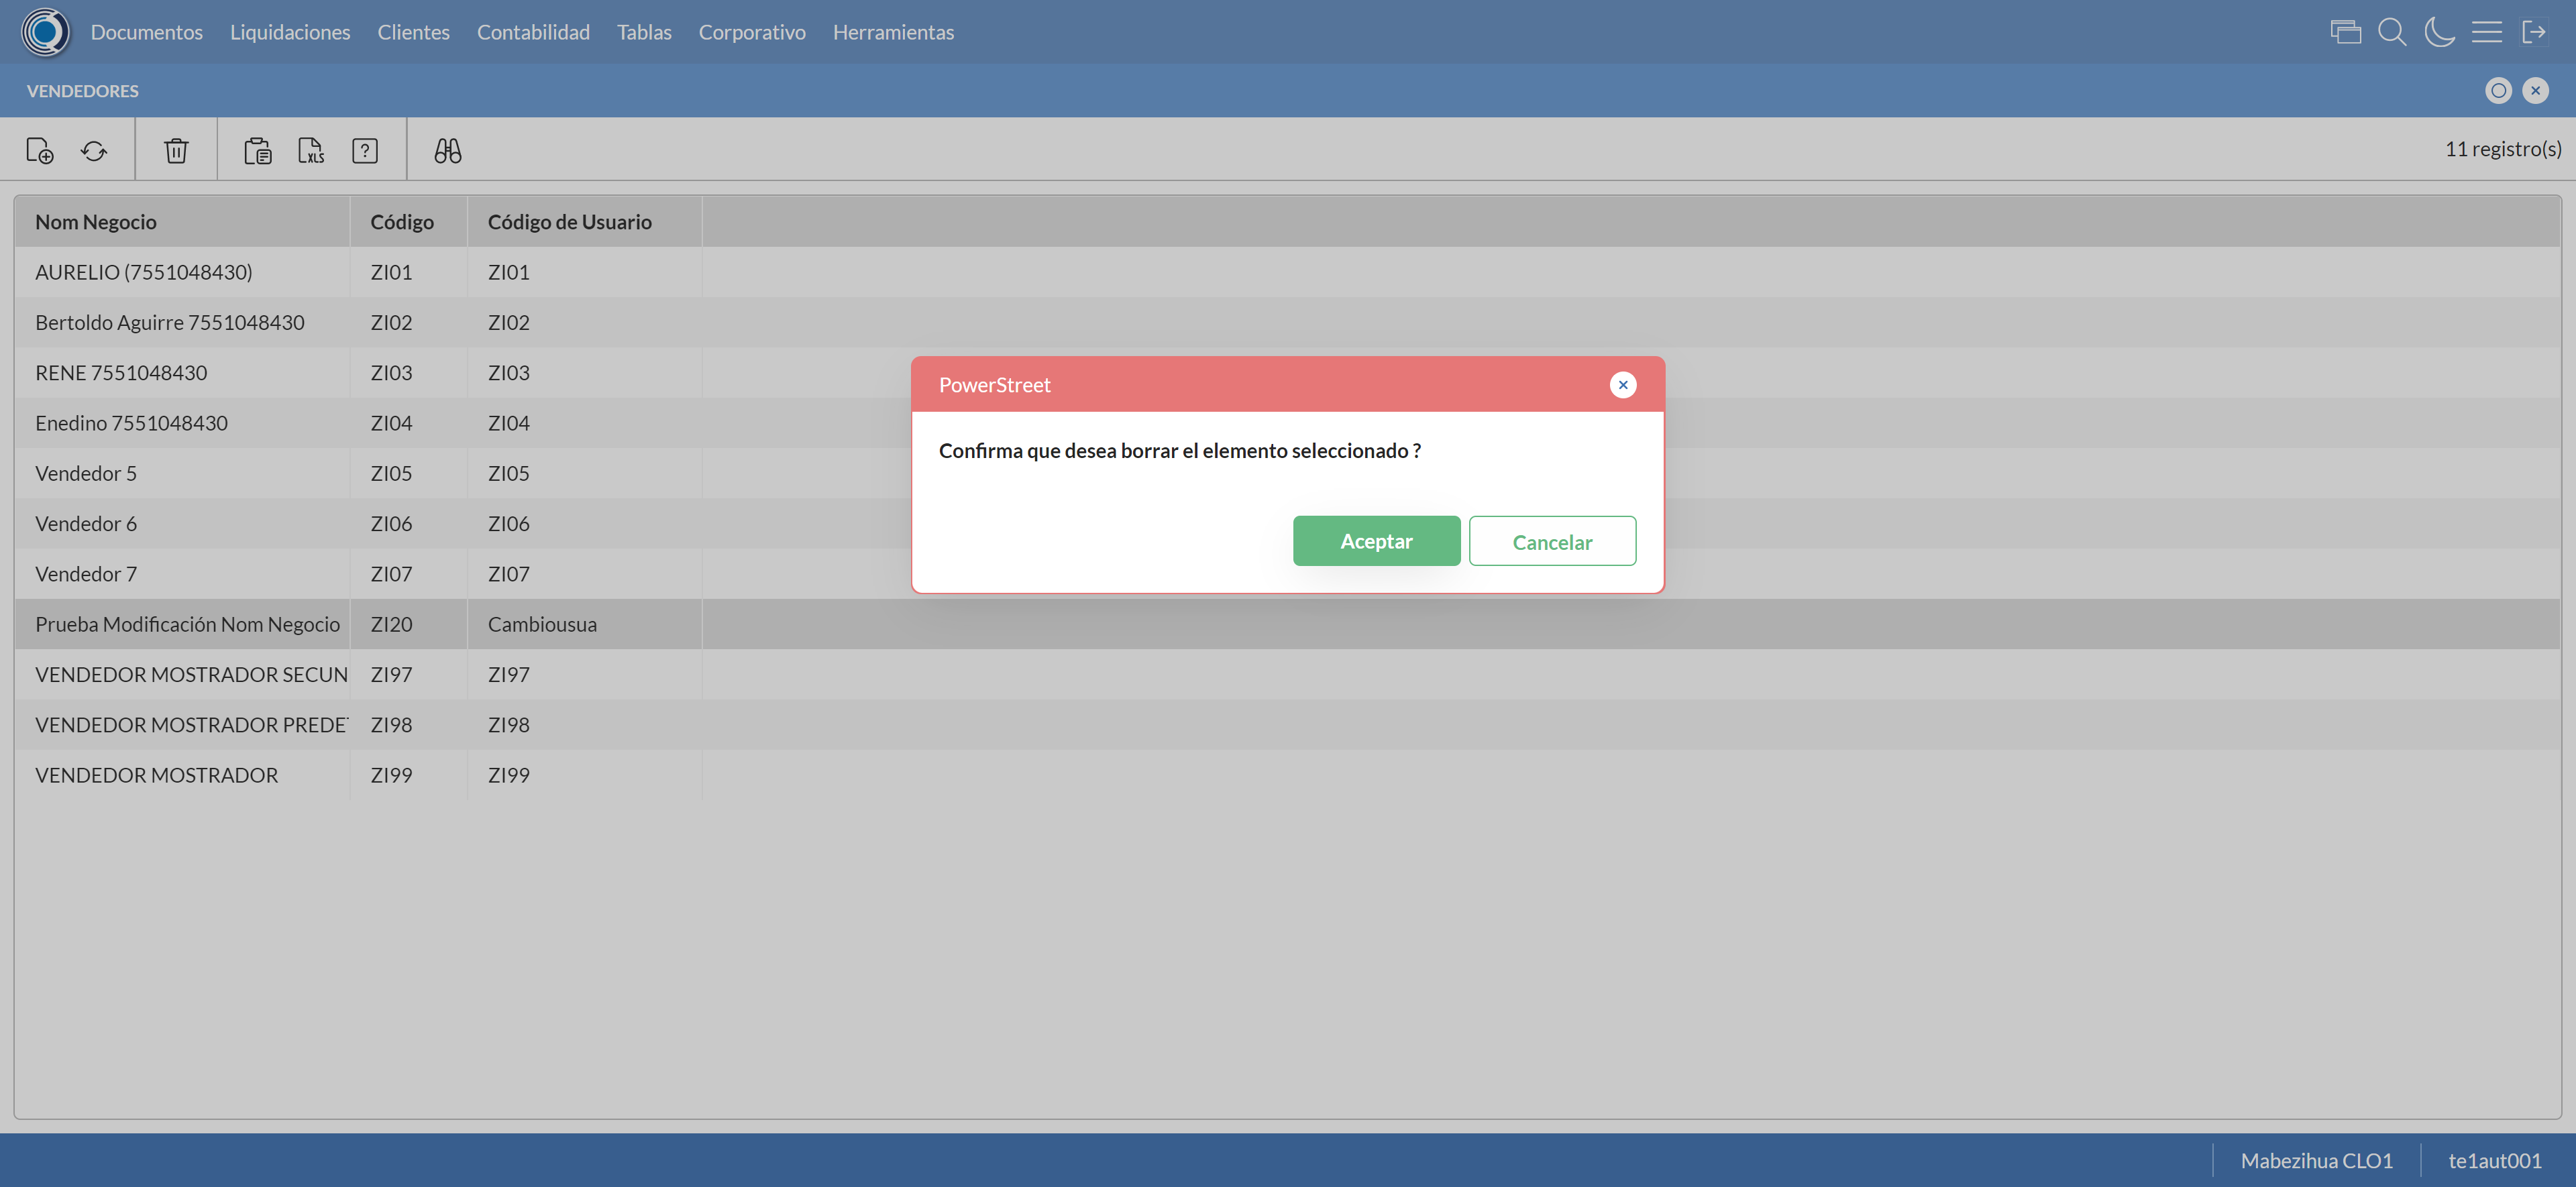 Documentos Liquidaciones Clientes Contabilidad Tablas Corporativo Herramientas
VENDEDORES
XLS ? 11 registro(s)
Nom Negocio Código Código de Usuario
AURELIO (7551048430) ZI01 ZI01
Bertoldo Aguirre 7551048430 ZI02 ZI02
RENE 7551048430 ZI03 ZI03
Enedino 7551048430 ZI04 ZI04
Vendedor 5 ZI05 ZI05
Vendedor 6 ZI06 ZI06
Vendedor 7 ZI07 ZI07
Prueba Modificación Nom Negocio ZI20 Cambiousua
VENDEDOR MOSTRADOR SECUN ZI97 ZI97
VENDEDOR MOSTRADOR PREDE ZI98 ZI98
VENDEDOR MOSTRADOR ZI99 ZI99
PowerStreet
Confirma que desea borrar el elemento seleccionado ?
Aceptar Cancelar
Mabezihua CLO1 te1aut001